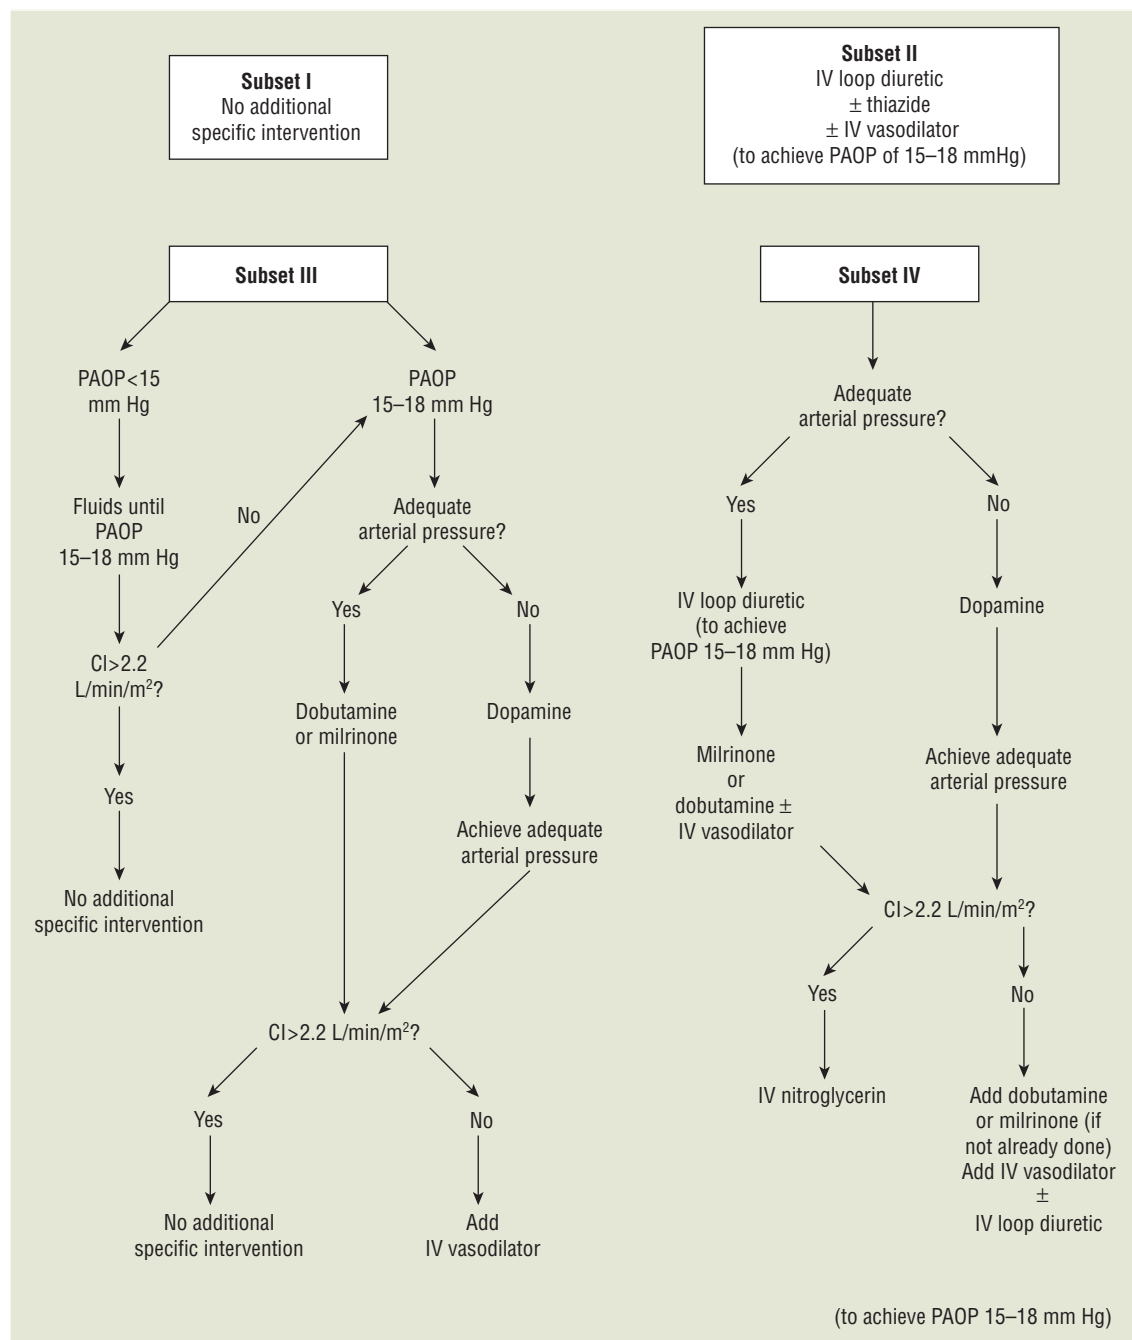 Subset I
No additional
specific intervention
Subset II
IV loop diuretic
± thiazide
± IV vasodilator
(to achieve PAOP of 15–18 mmHg)
Subset III
PAOP<15
mm Hg
Fluids until
PAOP
15–18 mm Hg
No
CI>2.2
L/min/m²?
Yes
No additional
specific intervention
PAOP
15–18 mm Hg
Adequate
arterial pressure?
Yes
Dobutamine
or milrinone
No
Dopamine
Achieve adequate
arterial pressure
CI>2.2 L/min/m²?
Yes
No additional
specific intervention
No
Add
IV vasodilator
Subset IV
Adequate
arterial pressure?
Yes
IV loop diuretic
(to achieve
PAOP 15–18 mm Hg)
Milrinone
or
dobutamine ±
IV vasodilator
No
Dopamine
Achieve adequate
arterial pressure
CI>2.2 L/min/m²?
Yes
IV nitroglycerin
No
Add dobutamine
or milrinone (if
not already done)
Add IV vasodilator
±
IV loop diuretic
(to achieve PAOP 15–18 mm Hg)